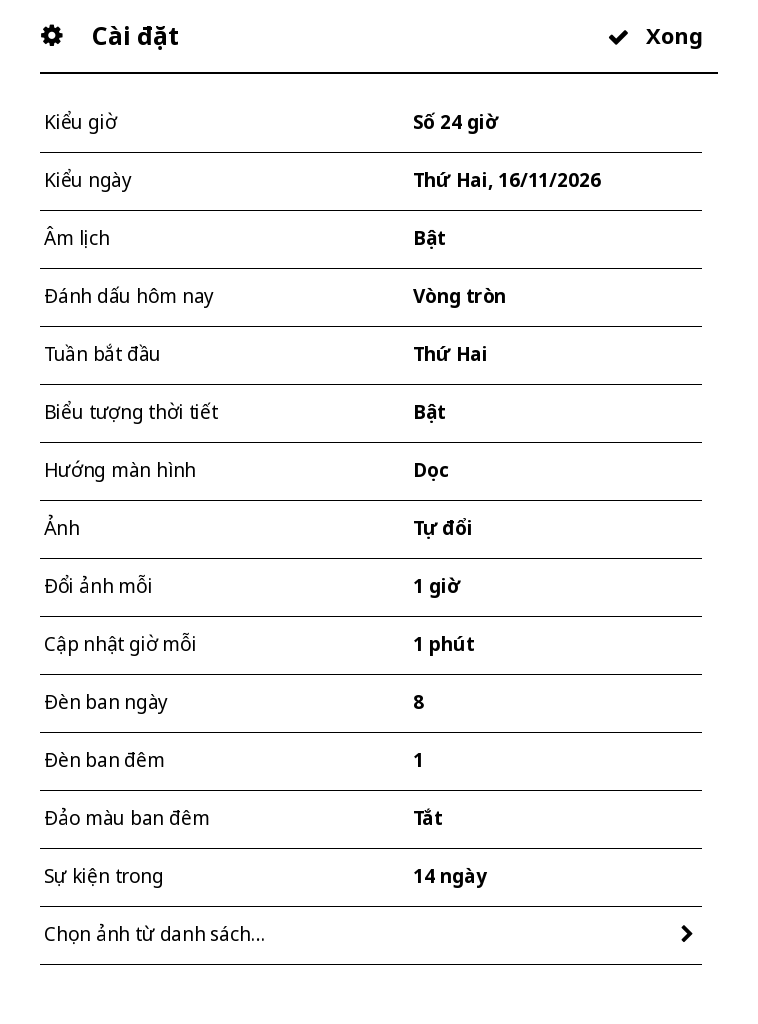 Cài đặt
Xong
Kiểu giờ Số 24 giờ
Kiểu ngày Thứ Hai, 16/11/2026
Âm lịch Bật
Đánh dấu hôm nay Vòng tròn
Tuần bắt đầu Thứ Hai
Biểu tượng thời tiết Bật
Hướng màn hình Dọc
Ảnh Tự đổi
Đổi ảnh mỗi 1 giờ
Cập nhật giờ mỗi 1 phút
Đèn ban ngày 8
Đèn ban đêm 1
Đảo màu ban đêm Tắt
Sự kiện trong 14 ngày
Chọn ảnh từ danh sách...